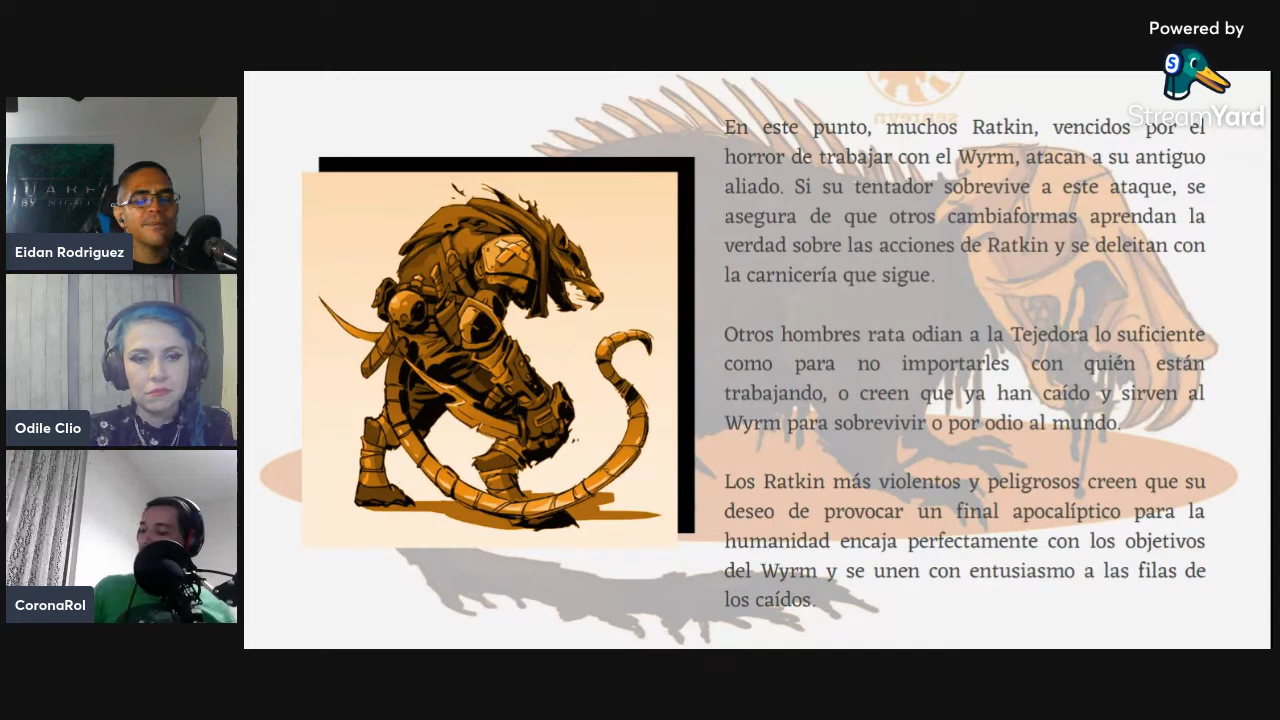 Powered by
StreamYard
En este punto, muchos Ratkin, vencidos por el
horror de trabajar con el Wyrm, atacan a su antiguo
aliado. Si su tentador sobrevive a este ataque, se
asegura de que otros cambiaformas aprendan la
verdad sobre las acciones de Ratkin y se deleitan con
la carnicería que sigue.
Otros hombres rata odian a la Tejedora lo suficiente
como para no importarles con quién están
trabajando, o creen que ya han caído y sirven al
Wyrm para sobrevivir o por odio al mundo.
Los Ratkin más violentos y peligrosos creen que su
deseo de provocar un final apocalíptico para la
humanidad encaja perfectamente con los objetivos
del Wyrm y se unen con entusiasmo a las filas de
los caídos.
BY NIGHT
Eidan Rodriguez
Odile Clio
CoronaRol